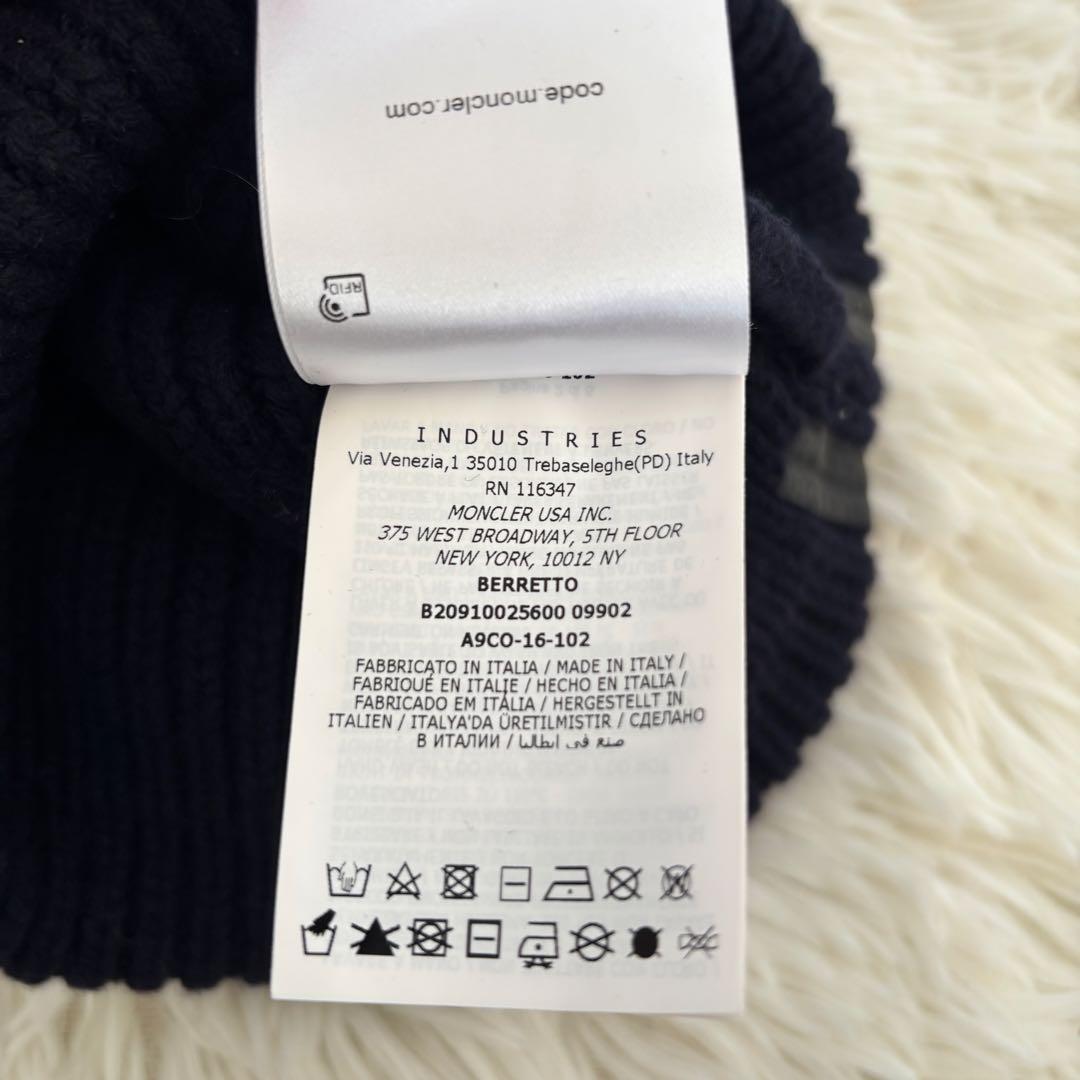 code.moncler.com
RFID
INDUSTRIES
Via Venezia,1 35010 Trebaseleghe(PD) Italy
RN 116347
MONCLER USA INC.
375 WEST BROADWAY, 5TH FLOOR
NEW YORK, 10012 NY
BERRETTO
B20910025600 09902
A9CO-16-102
FABBRICATO IN ITALIA / MADE IN ITALY /
FABRIQUÉ EN ITALIE / HECHO EN ITALIA /
FABRICADO EM ITÁLIA / HERGESTELLT IN
ITALIEN / ITALYA'DA ÜRETILMISTIR / СДЕЛАНО
В ИТАЛИИ / صنع في ايطاليا